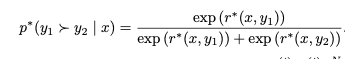 p*(y₁ ≻ y₂ | x) = exp (r*(x, y₁)) / (exp (r*(x, y₁)) + exp (r*(x, y₂)))